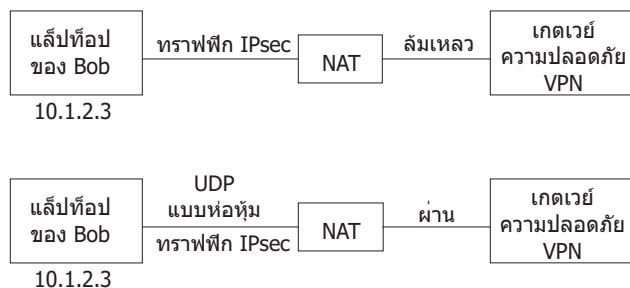 แล็ปท็อป
ของ Bob
10.1.2.3
ทราฟฟิก IPsec
NAT
ล้มเหลว
เกตเวย์
ความปลอดภัย
VPN
แล็ปท็อป
ของ Bob
10.1.2.3
UDP
แบบห่อหุ้ม
ทราฟฟิก IPsec
NAT
ผ่าน
เกตเวย์
ความปลอดภัย
VPN